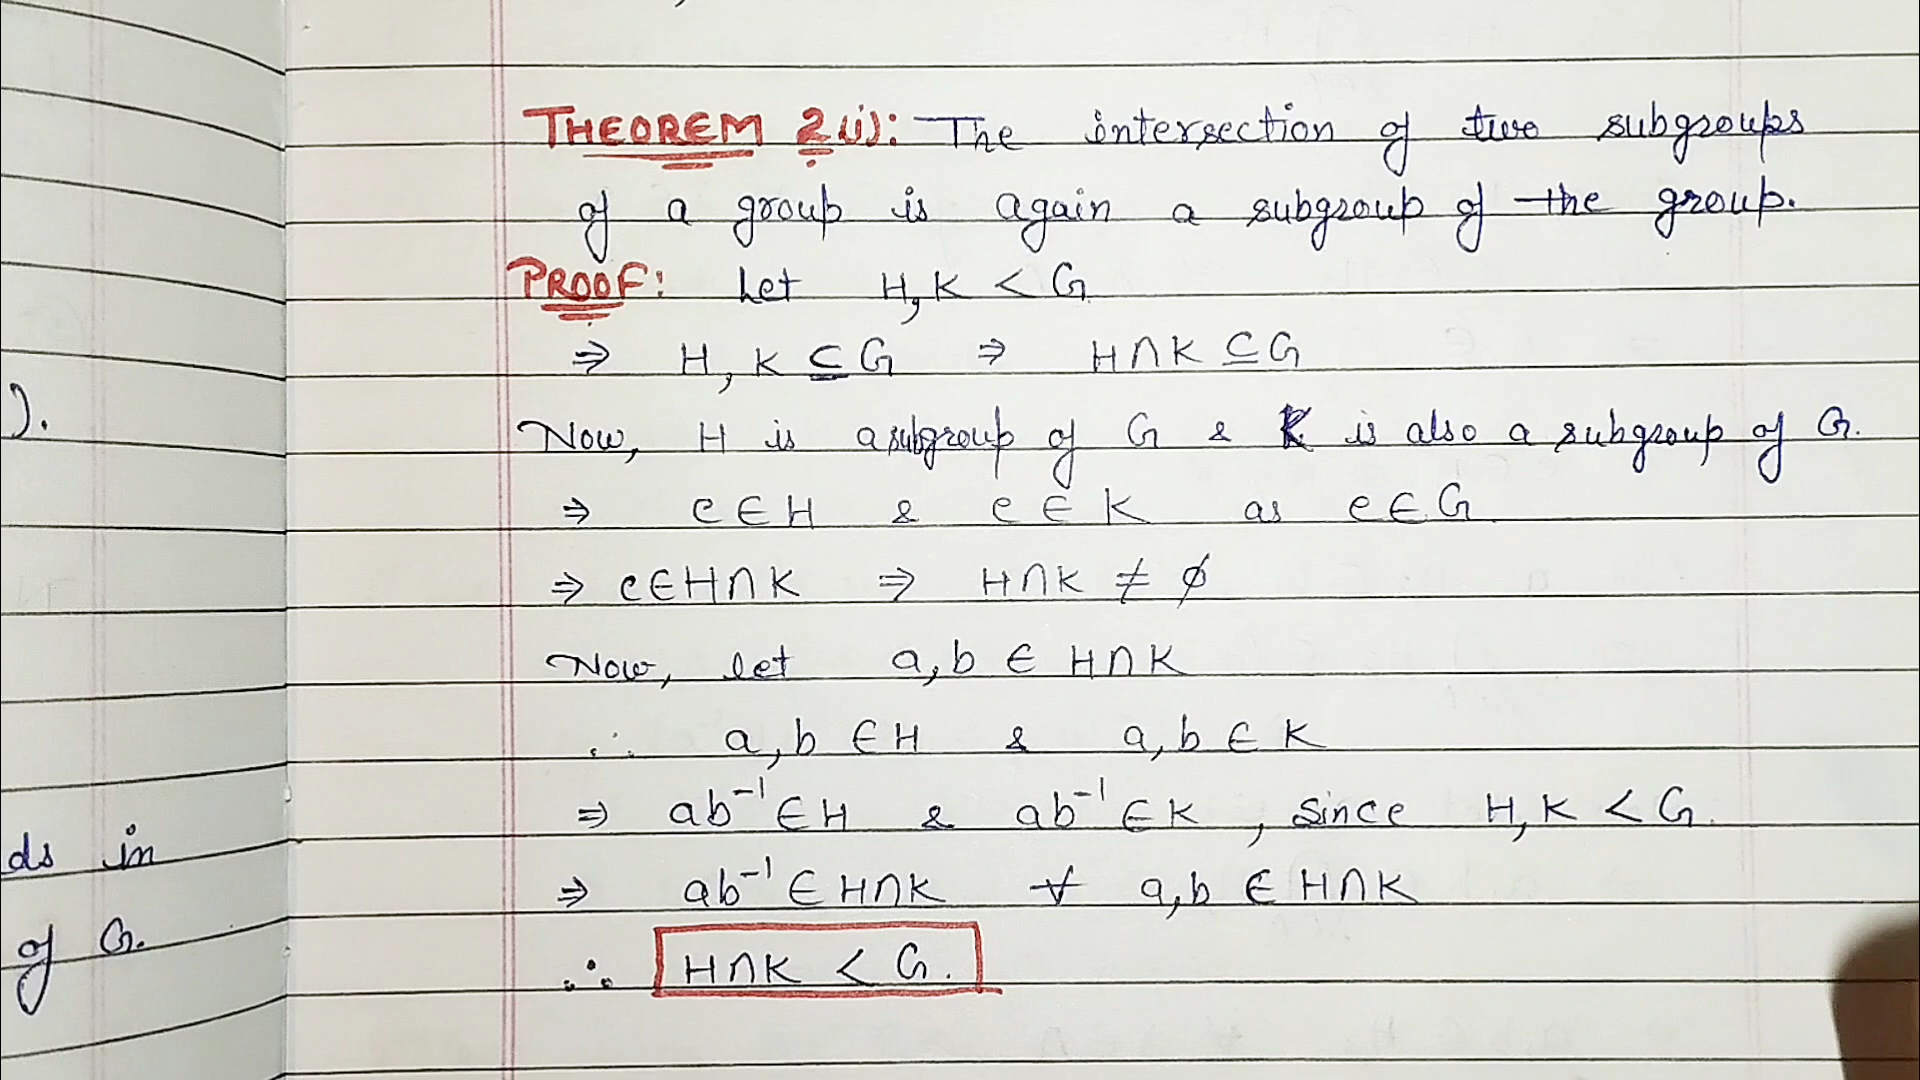 ).
ds in
of G.
THEOREM 2(i): The intersection of two subgroups
of a group is again a subgroup of the group.
PROOF: Let H, K < G
⇒ H, K ⊆ G ⇒ H∩K ⊆ G
Now, H is a subgroup of G & K is also a subgroup of G.
⇒ e∈H & e∈K as e∈G
⇒ e∈H∩K ⇒ H∩K ≠ ϕ
Now, let a,b ∈ H∩K
∴ a,b ∈ H & a,b ∈ K
⇒ ab⁻¹∈H & ab⁻¹∈K, since H,K < G.
⇒ ab⁻¹∈H∩K ∀ a,b ∈ H∩K
∴ H∩K < G.